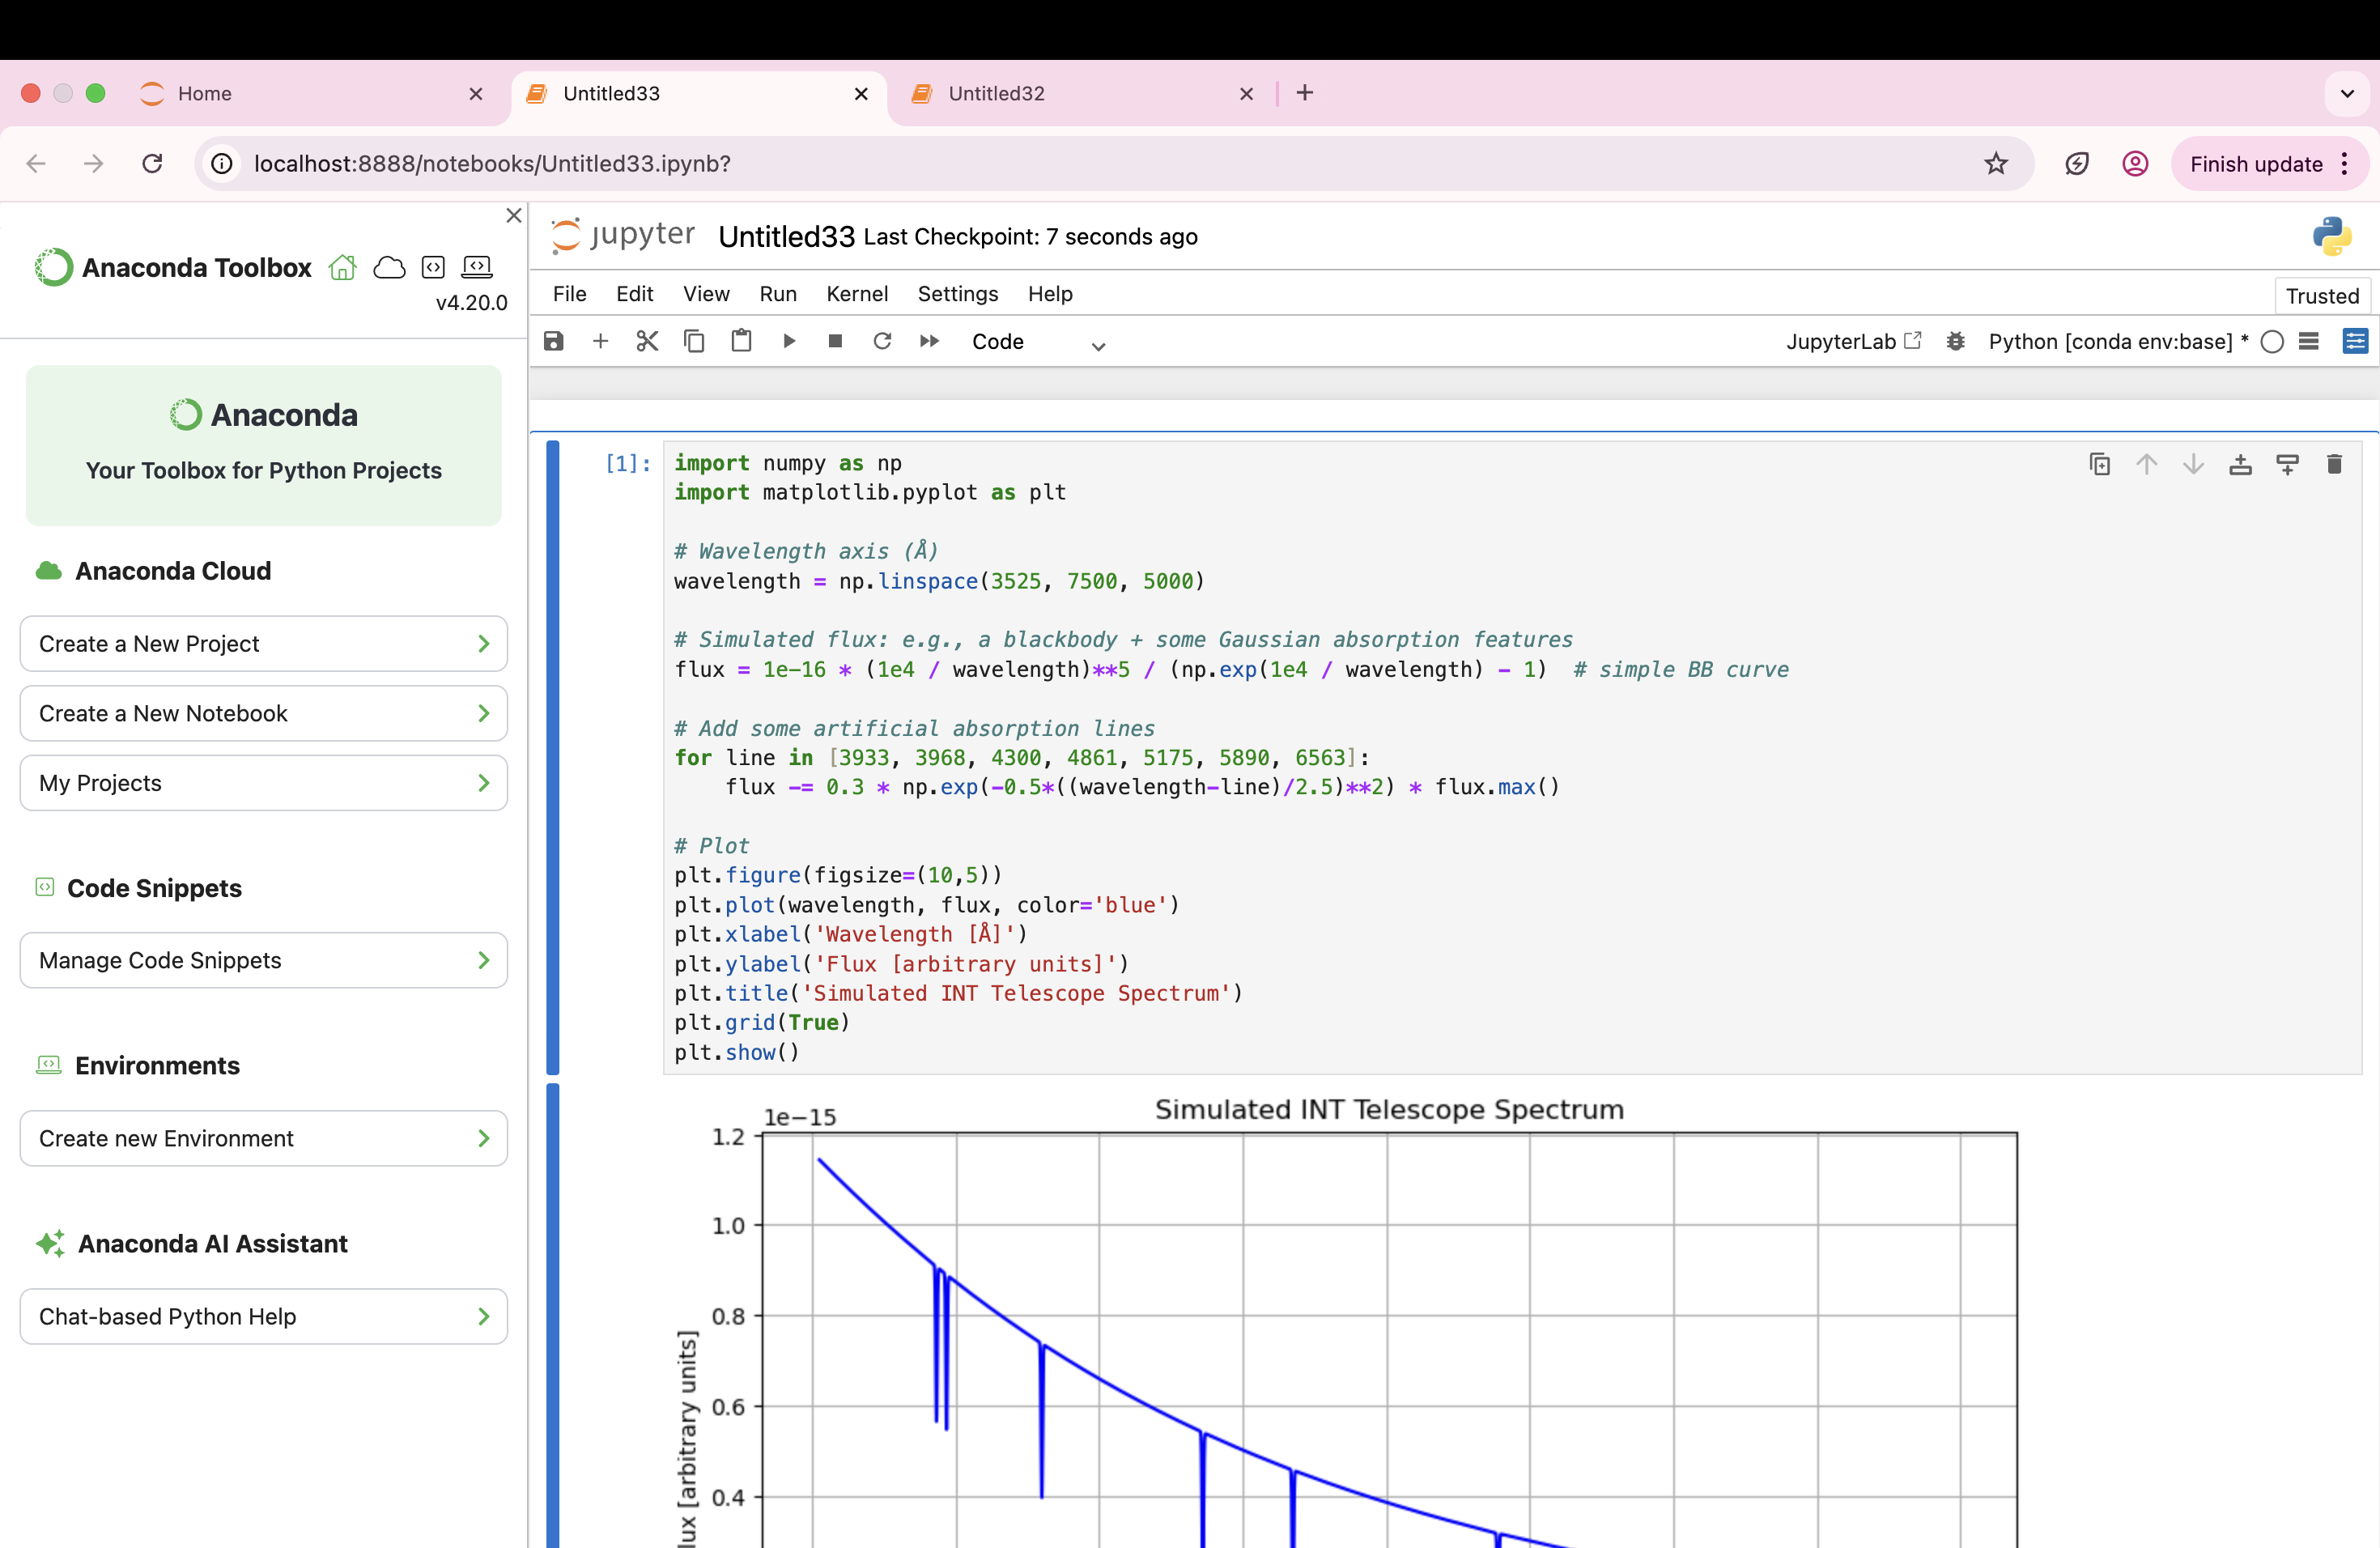 Home
Untitled33
Untitled32
localhost:8888/notebooks/Untitled33.ipynb?
Finish update
Anaconda Toolbox
v4.20.0
Anaconda
Your Toolbox for Python Projects
Anaconda Cloud
Create a New Project
Create a New Notebook
My Projects
Code Snippets
Manage Code Snippets
Environments
Create new Environment
Anaconda AI Assistant
Chat-based Python Help
jupyter Untitled33 Last Checkpoint: 7 seconds ago
File Edit View Run Kernel Settings Help
Trusted
Code
JupyterLab
Python [conda env:base] *
[1]:
import numpy as np
import matplotlib.pyplot as plt
# Wavelength axis (Å)
wavelength = np.linspace(3525, 7500, 5000)
# Simulated flux: e.g., a blackbody + some Gaussian absorption features
flux = 1e-16 * (1e4 / wavelength)**5 / (np.exp(1e4 / wavelength) - 1)  # simple BB curve
# Add some artificial absorption lines
for line in [3933, 3968, 4300, 4861, 5175, 5890, 6563]:
    flux -= 0.3 * np.exp(-0.5*((wavelength-line)/2.5)**2) * flux.max()
# Plot
plt.figure(figsize=(10,5))
plt.plot(wavelength, flux, color='blue')
plt.xlabel('Wavelength [Å]')
plt.ylabel('Flux [arbitrary units]')
plt.title('Simulated INT Telescope Spectrum')
plt.grid(True)
plt.show()
Simulated INT Telescope Spectrum
1e−15
1.2
1.0
0.8
0.6
0.4
lux [arbitrary units]